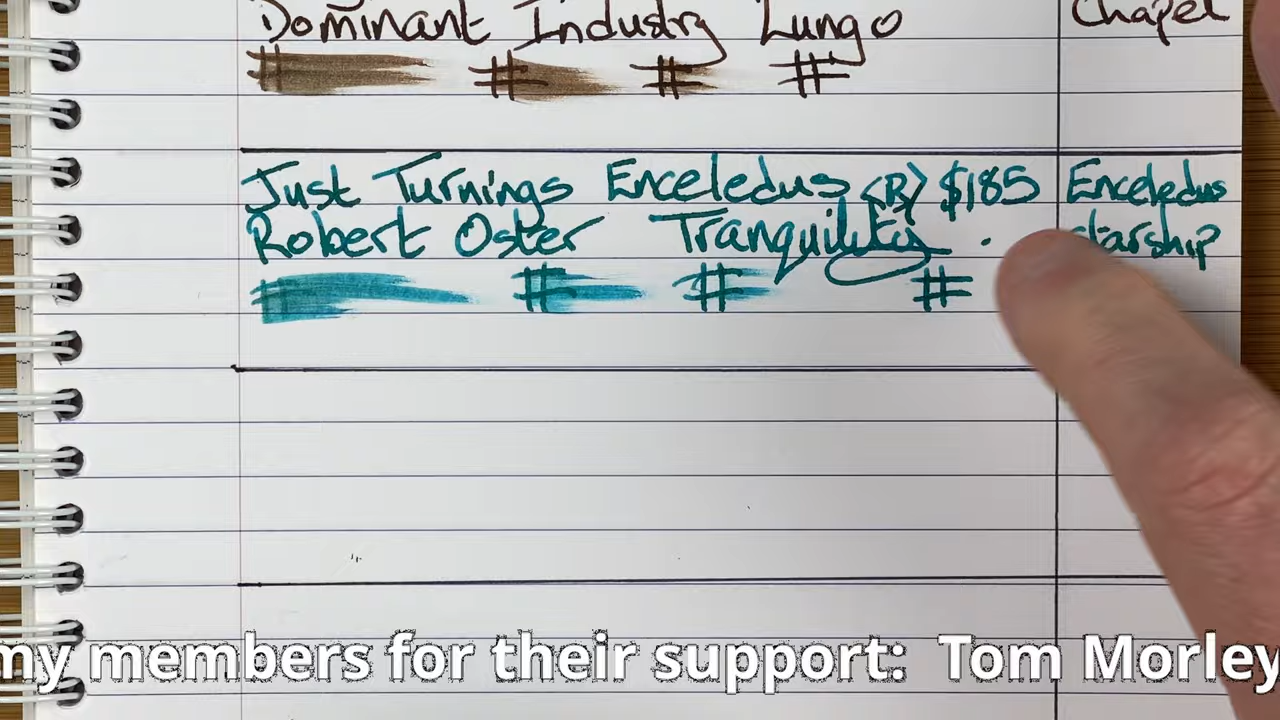 Dominant Industry Lungo
Chapel
# # # #
Just Turnings Enceledus <R> $185
Enceledus
Robert Oster Tranquility .
starship
# # # #
my members for their support: Tom Morley